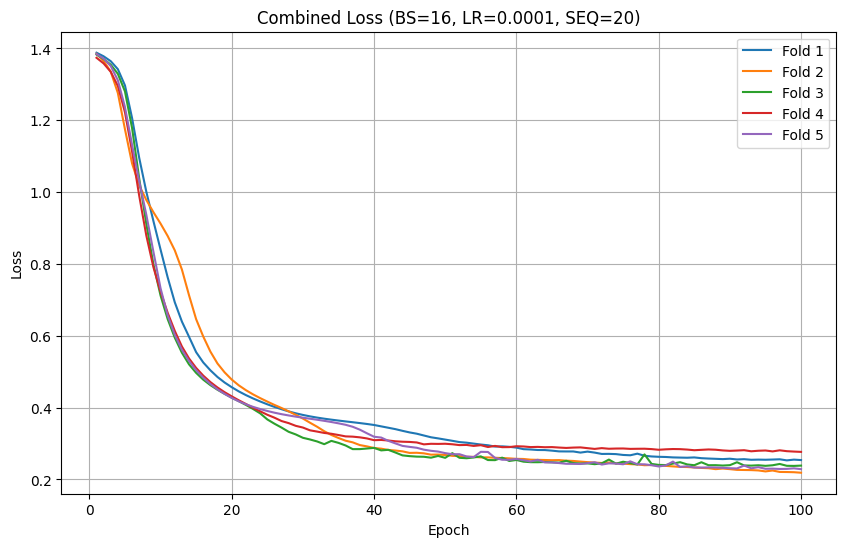 Combined Loss (BS=16, LR=0.0001, SEQ=20)
Loss
1.4
1.2
1.0
0.8
0.6
0.4
0.2
Fold 1
Fold 2
Fold 3
Fold 4
Fold 5
0 20 40 60 80 100
Epoch